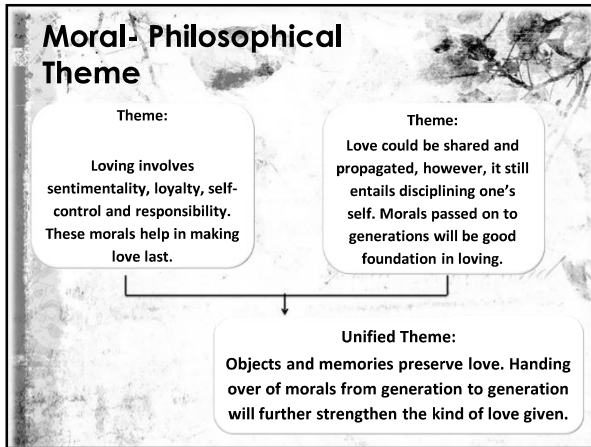 Moral- Philosophical
Theme
Theme:
Loving involves
sentimentality, loyalty, self-
control and responsibility.
These morals help in making
love last.
Theme:
Love could be shared and
propagated, however, it still
entails disciplining one's
self. Morals passed on to
generations will be good
foundation in loving.
Unified Theme:
Objects and memories preserve love. Handing
over of morals from generation to generation
will further strengthen the kind of love given.